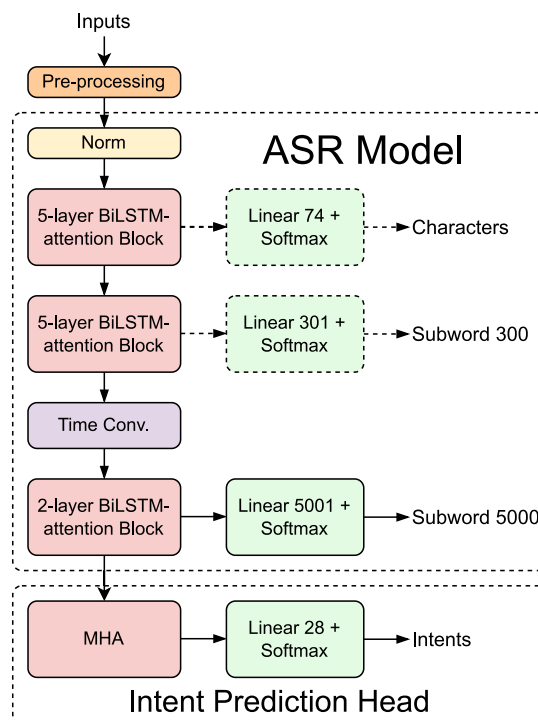 Inputs
Pre-processing
Norm
ASR Model
5-layer BiLSTM-
attention Block
Linear 74 +
Softmax
Characters
5-layer BiLSTM-
attention Block
Linear 301 +
Softmax
Subword 300
Time Conv.
2-layer BiLSTM-
attention Block
Linear 5001 +
Softmax
Subword 5000
MHA
Linear 28 +
Softmax
Intents
Intent Prediction Head